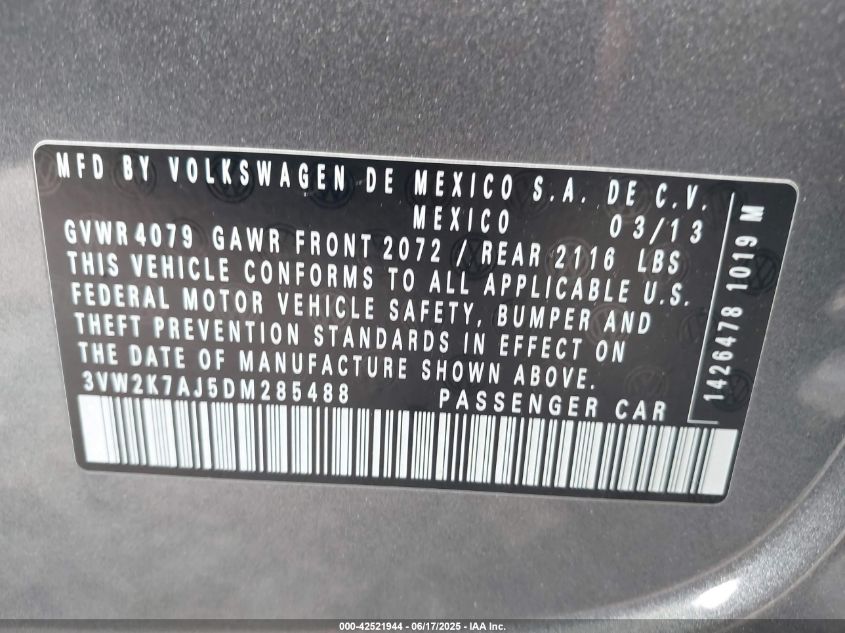 MFD BY VOLKSWAGEN DE MEXICO S.A. DE C.V.
MEXICO 03/13
GVWR 4079 GAWR FRONT 2072 // REAR 2116 LBS
THIS VEHICLE CONFORMS TO ALL APPLICABLE U.S.
FEDERAL MOTOR VEHICLE SAFETY, BUMPER AND
THEFT PREVENTION STANDARDS IN EFFECT ON
THE DATE OF MANUFACTURE SHOWN ABOVE.
3VW2K7AJ5DM285488 PASSENGER CAR
1426478 1019 M
000-42521944 - 06/17/2025 - IAA Inc.